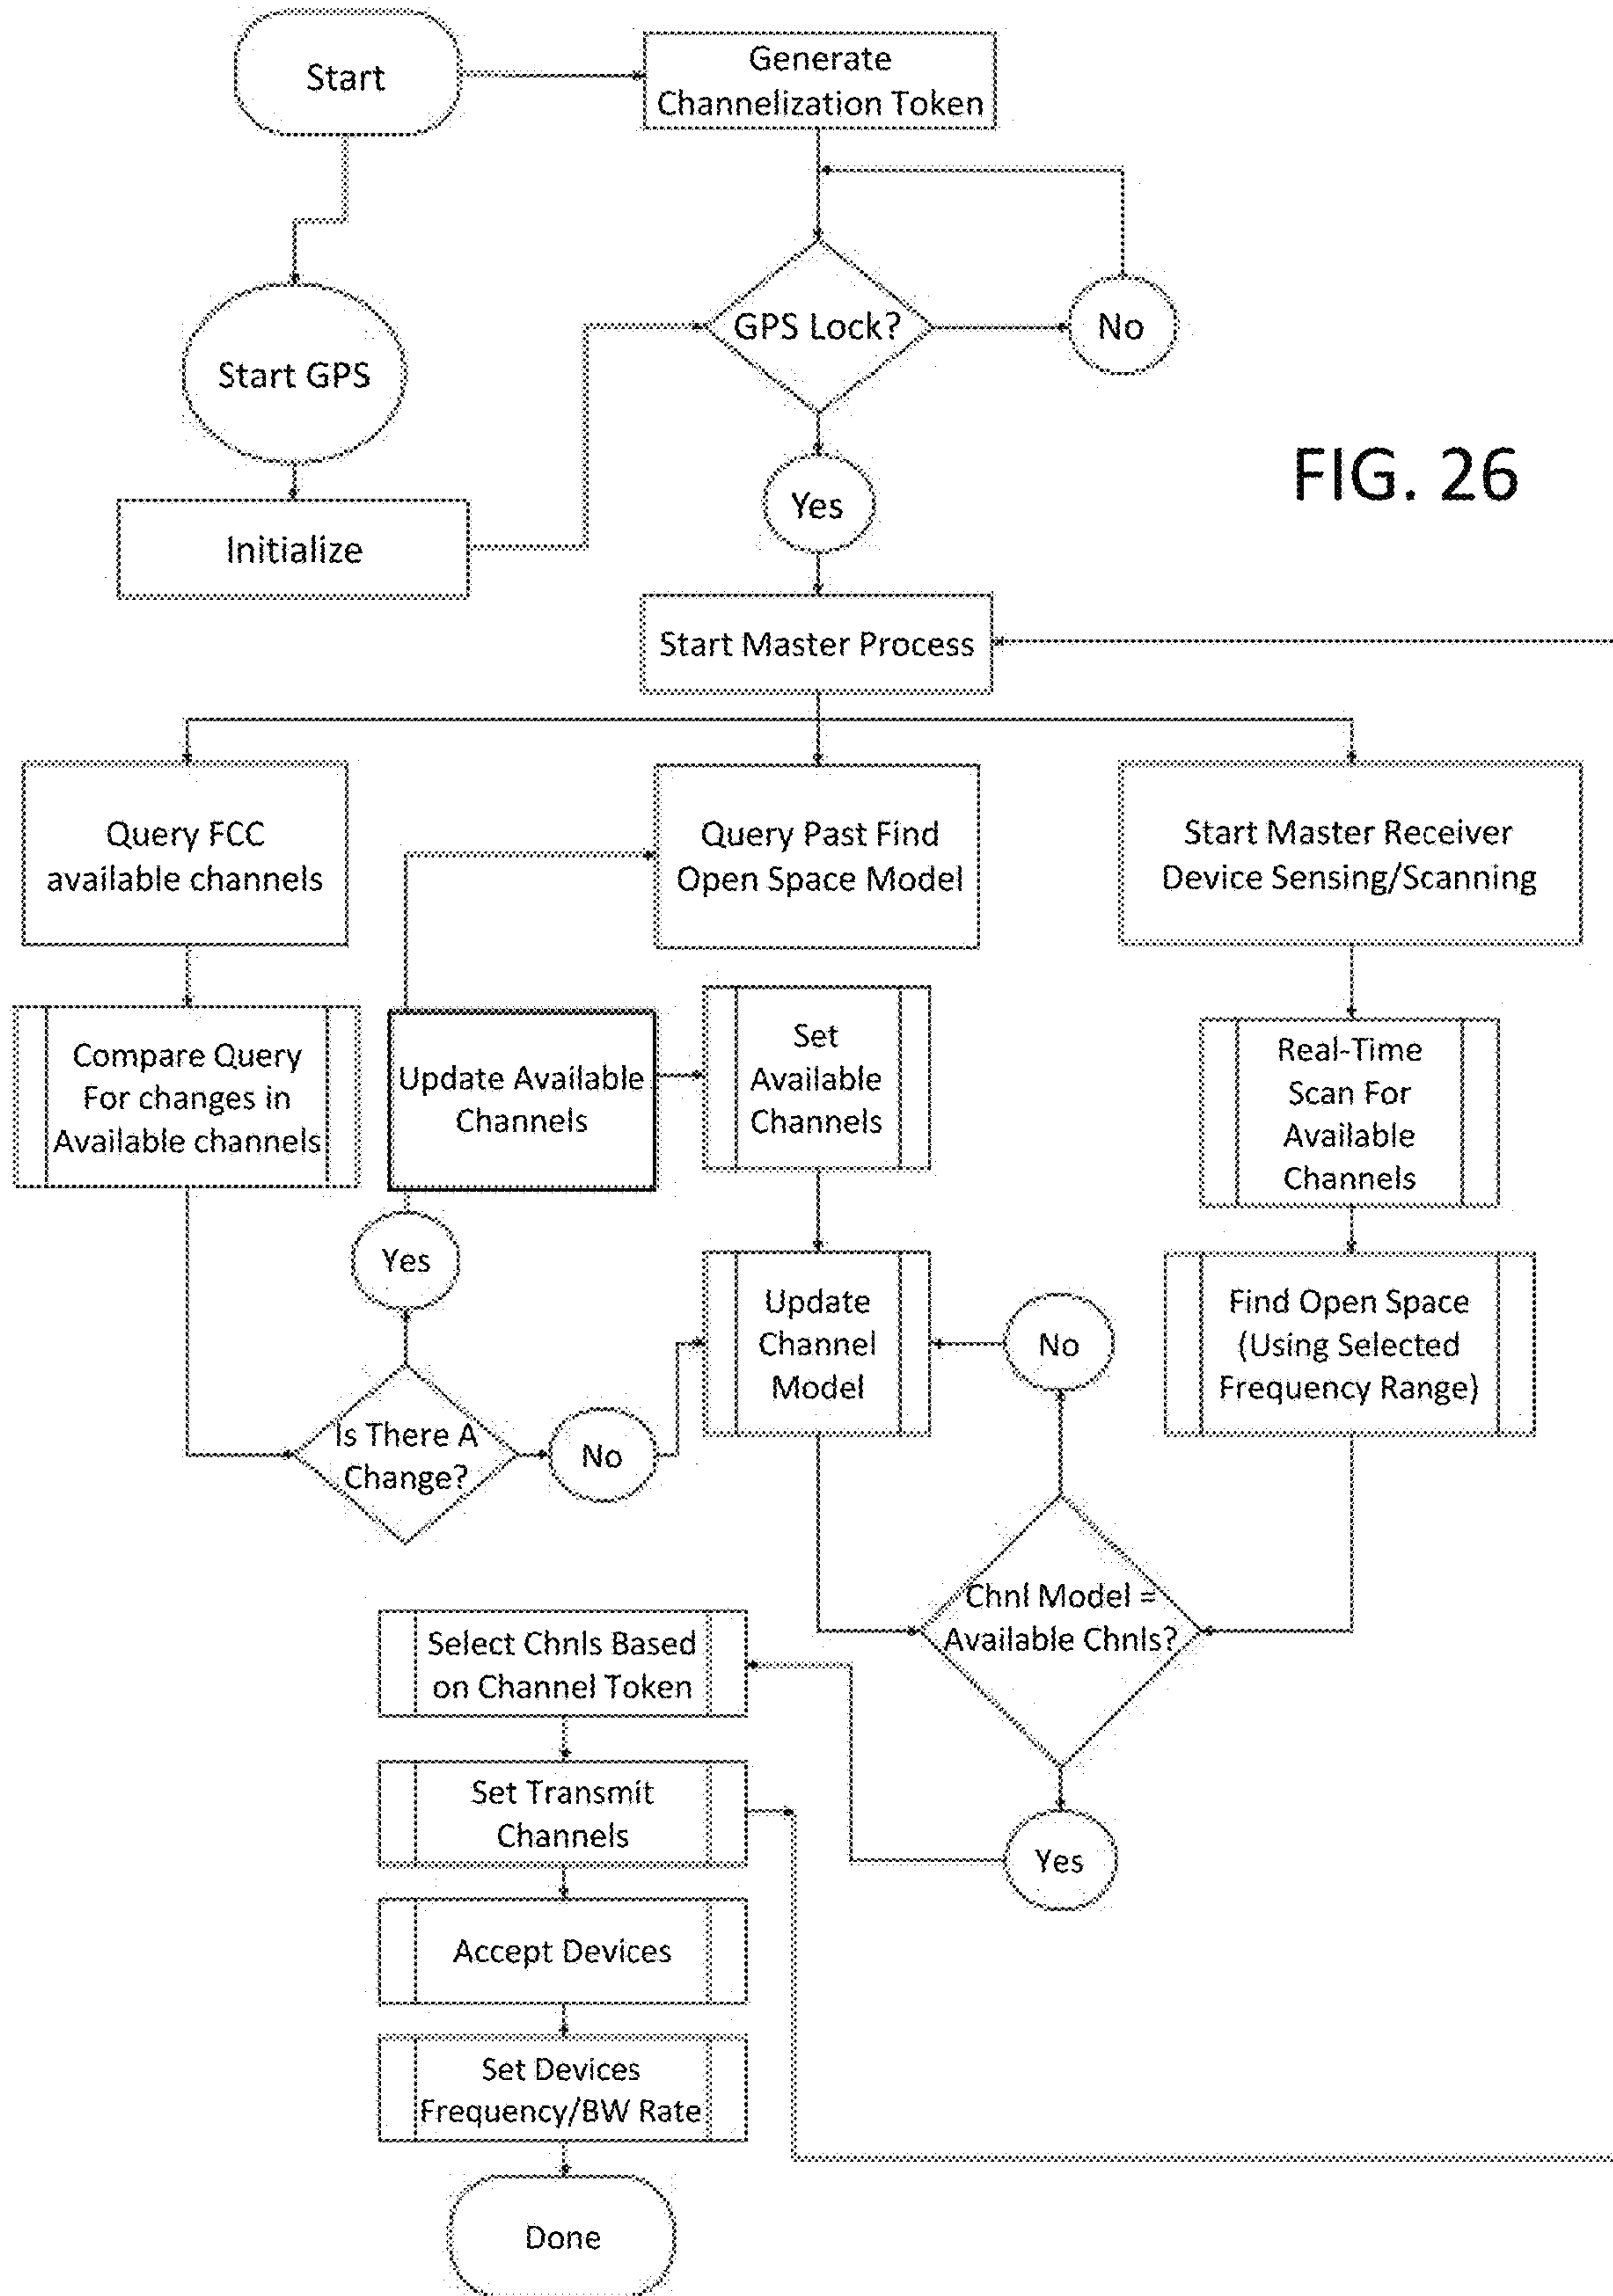 Start
Generate
Channelization Token
GPS Lock?
No
Start GPS
Yes
FIG. 26
Initialize
Start Master Process
Query FCC
available channels
Query Past Find
Open Space Model
Start Master Receiver
Device Sensing/Scanning
Compare Query
For changes in
Available channels
Update Available
Channels
Set
Available
Channels
Real-Time
Scan For
Available
Channels
Yes
Update
Channel
Model
No
Find Open Space
(Using Selected
Frequency Range)
Is There A
Change?
No
Chnl Model =
Available Chnls?
Select Chnls Based
on Channel Token
Set Transmit
Channels
Yes
Accept Devices
Set Devices
Frequency/BW Rate
Done